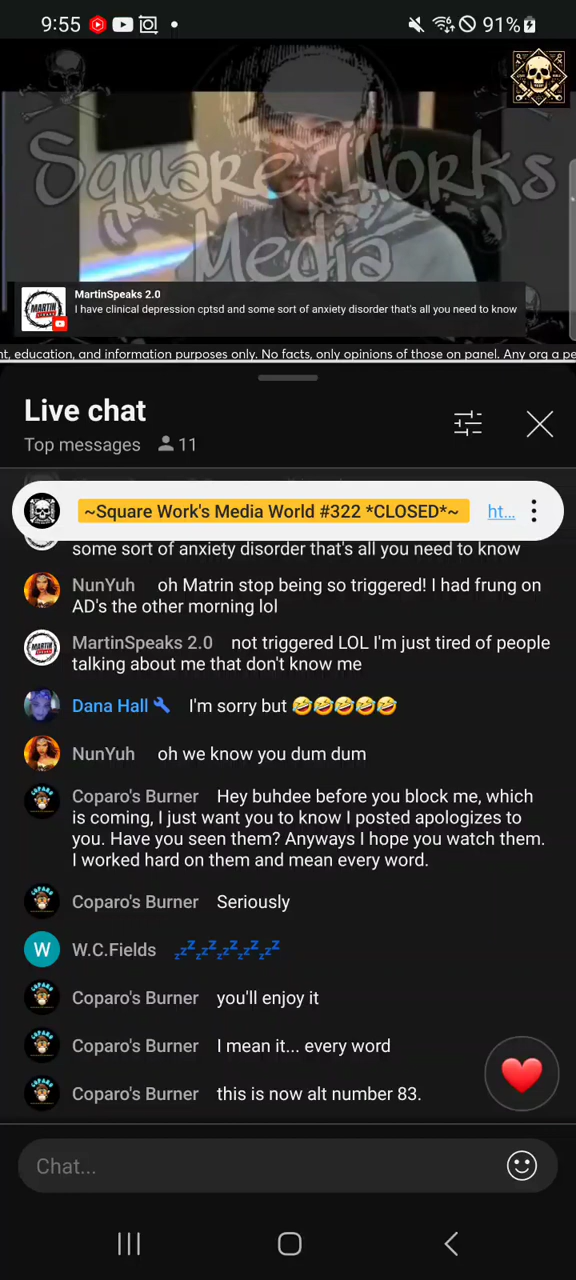 9:55
91%
Square Works
Media
MARTIN
MartinSpeaks 2.0
I have clinical depression cptsd and some sort of anxiety disorder that's all you need to know
nt, education, and information purposes only. No facts, only opinions of those on panel. Any org a pe
Live chat
Top messages 11
~Square Work's Media World #322 *CLOSED*~ ht...
some sort of anxiety disorder that's all you need to know
NunYuh oh Matrin stop being so triggered! I had frung on
AD's the other morning lol
MARTIN
MartinSpeaks 2.0 not triggered LOL I'm just tired of people
talking about me that don't know me
Dana Hall 🔧 I'm sorry but 🤣🤣🤣🤣🤣
NunYuh oh we know you dum dum
COPARO
Coparo's Burner Hey buhdee before you block me, which
is coming, I just want you to know I posted apologizes to
you. Have you seen them? Anyways I hope you watch them.
I worked hard on them and mean every word.
COPARO
Coparo's Burner Seriously
W
W.C.Fields 💤💤💤💤💤
COPARO
Coparo's Burner you'll enjoy it
COPARO
Coparo's Burner I mean it... every word
COPARO
Coparo's Burner this is now alt number 83.
Chat...